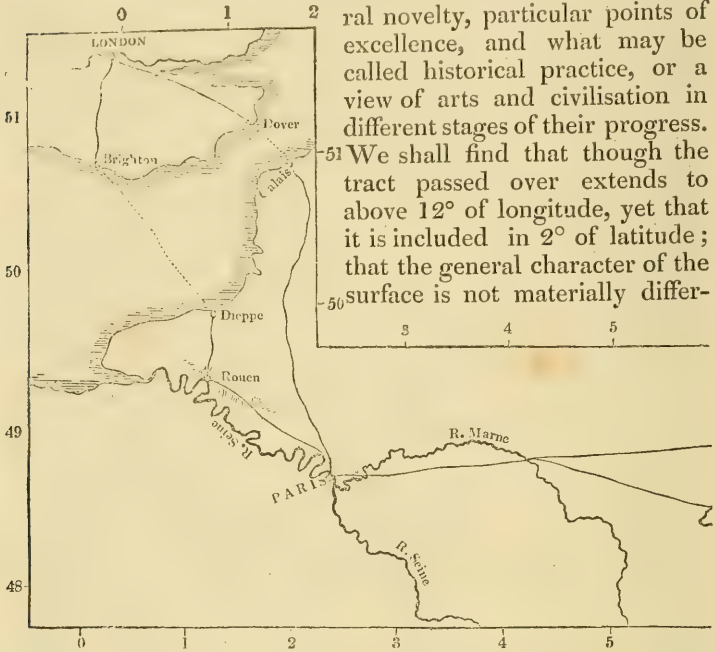 0 1 2
LONDON
51
Dover
Brighton
Calais
50
Dieppe
Rouen
R. Seine
49
R. Marne
PARIS
R. Seine
48
0 1 2 3 4 5
ral novelty, particular points of
excellence, and what may be
called historical practice, or a
view of arts and civilisation in
different stages of their progress.
51 We shall find that though the
tract passed over extends to
above 12° of longitude, yet that
it is included in 2° of latitude;
that the general character of the
50 surface is not materially differ-
3 4 5